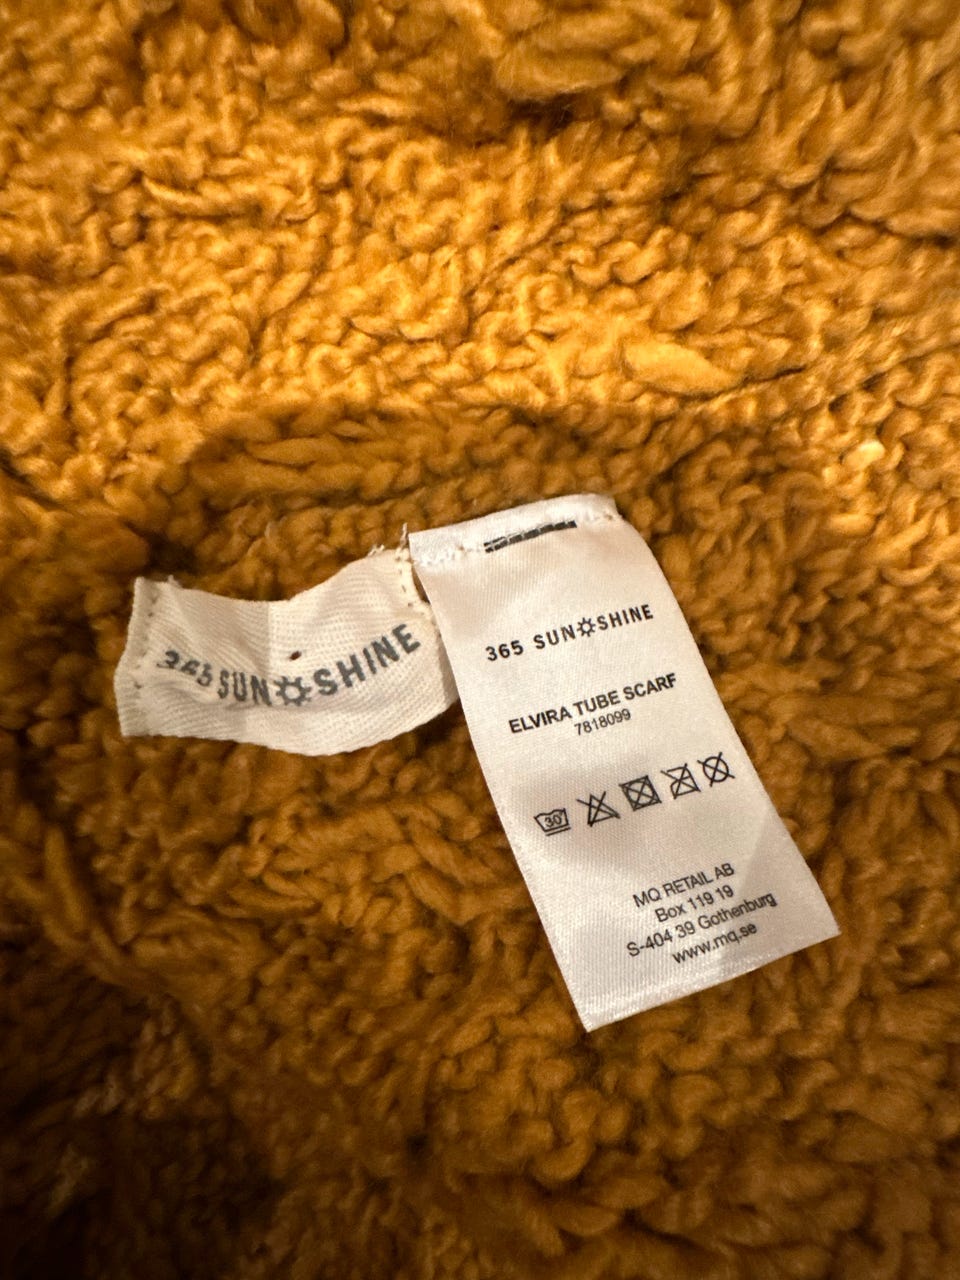 365 SUN☼SHINE
365 SUN☼SHINE
ELVIRA TUBE SCARF
7818099
30
MQ RETAIL AB
Box 119 19
S-404 39 Gothenburg
www.mq.se